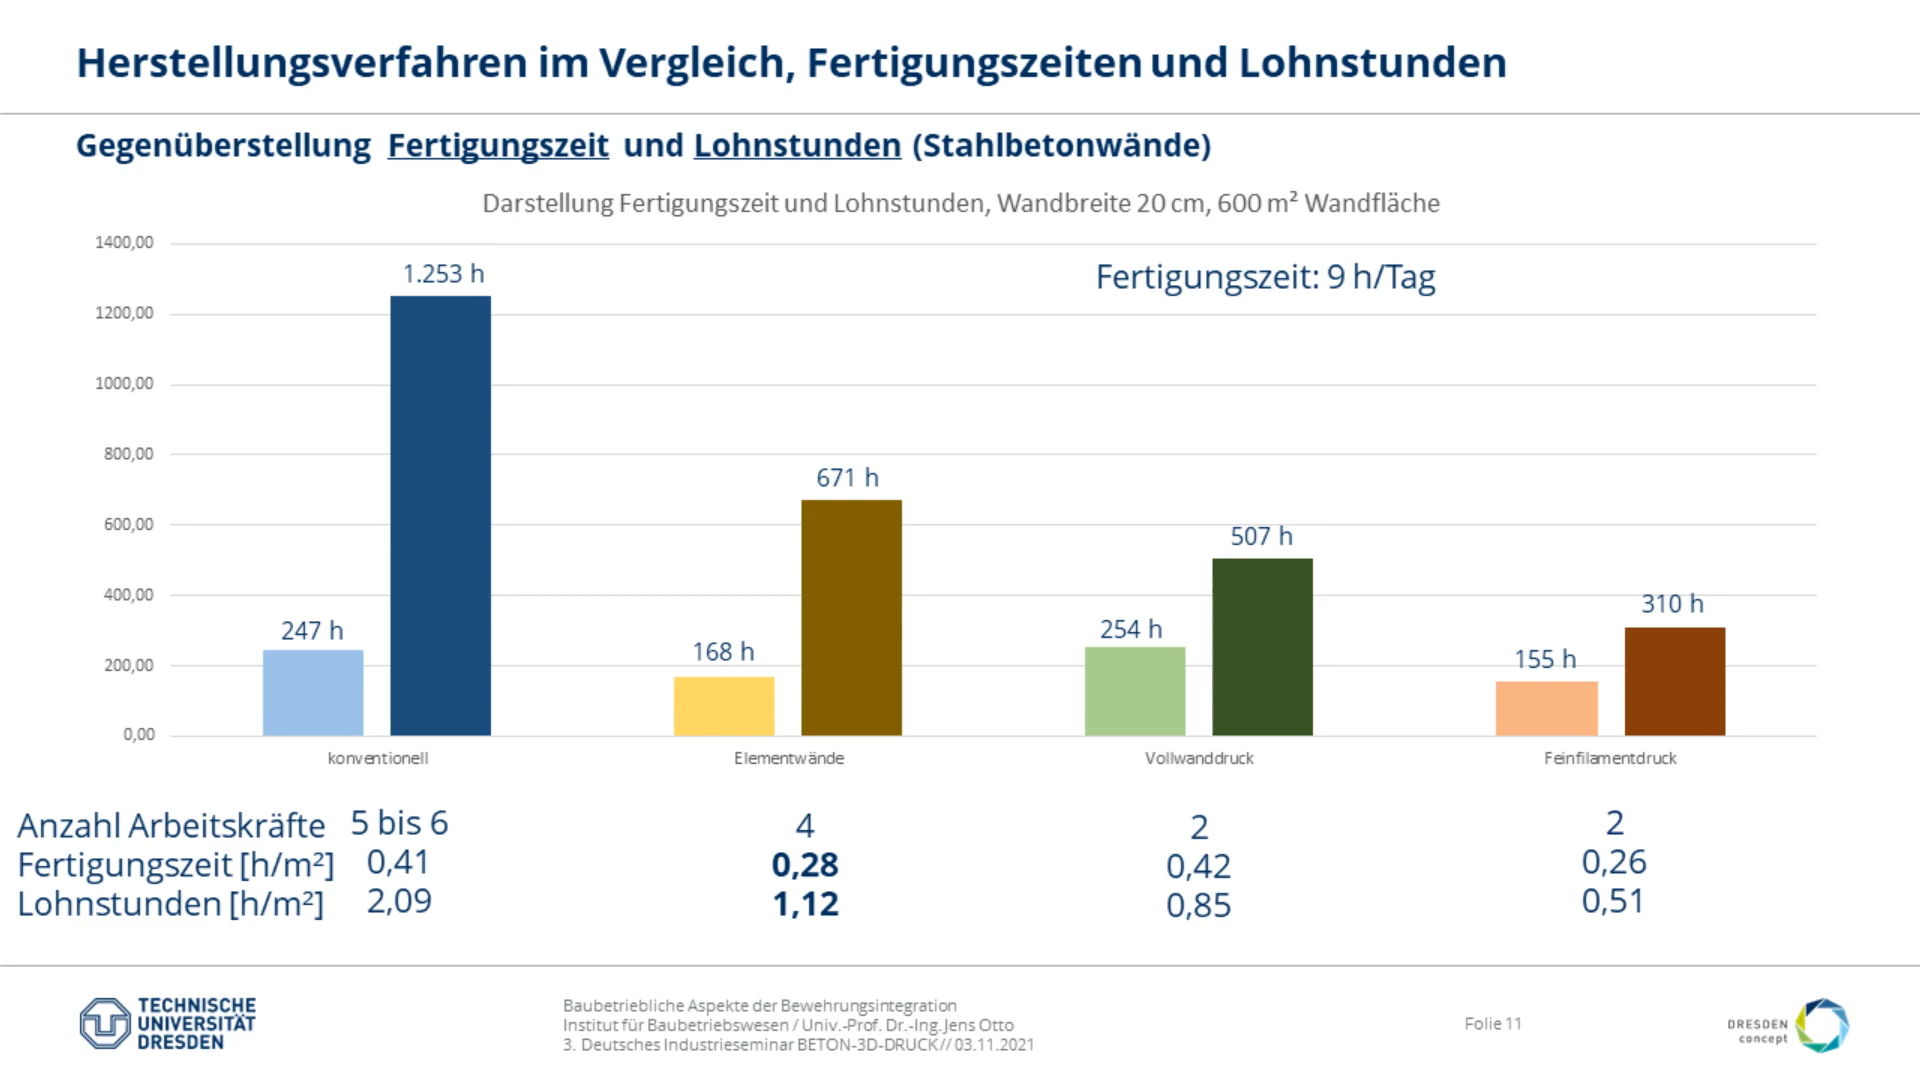 Herstellungsverfahren im Vergleich, Fertigungszeiten und Lohnstunden
Gegenüberstellung Fertigungszeit und Lohnstunden (Stahlbetonwände)
Darstellung Fertigungszeit und Lohnstunden, Wandbreite 20 cm, 600 m² Wandfläche
Fertigungszeit: 9 h/Tag
1400,00
1200,00
1000,00
800,00
600,00
400,00
200,00
0,00
247 h
1.253 h
168 h
671 h
254 h
507 h
155 h
310 h
konventionell
Elementwände
Vollwanddruck
Feinfilamentdruck
Anzahl Arbeitskräfte 5 bis 6 4 2 2
Fertigungszeit [h/m²] 0,41 0,28 0,42 0,26
Lohnstunden [h/m²] 2,09 1,12 0,85 0,51
TECHNISCHE
UNIVERSITÄT
DRESDEN
Baubetriebliche Aspekte der Bewehrungsintegration
Institut für Baubetriebswesen / Univ.-Prof. Dr.-Ing. Jens Otto
3. Deutsches Industrieseminar BETON-3D-DRUCK// 03.11.2021
Folie 11
DRESDEN
concept